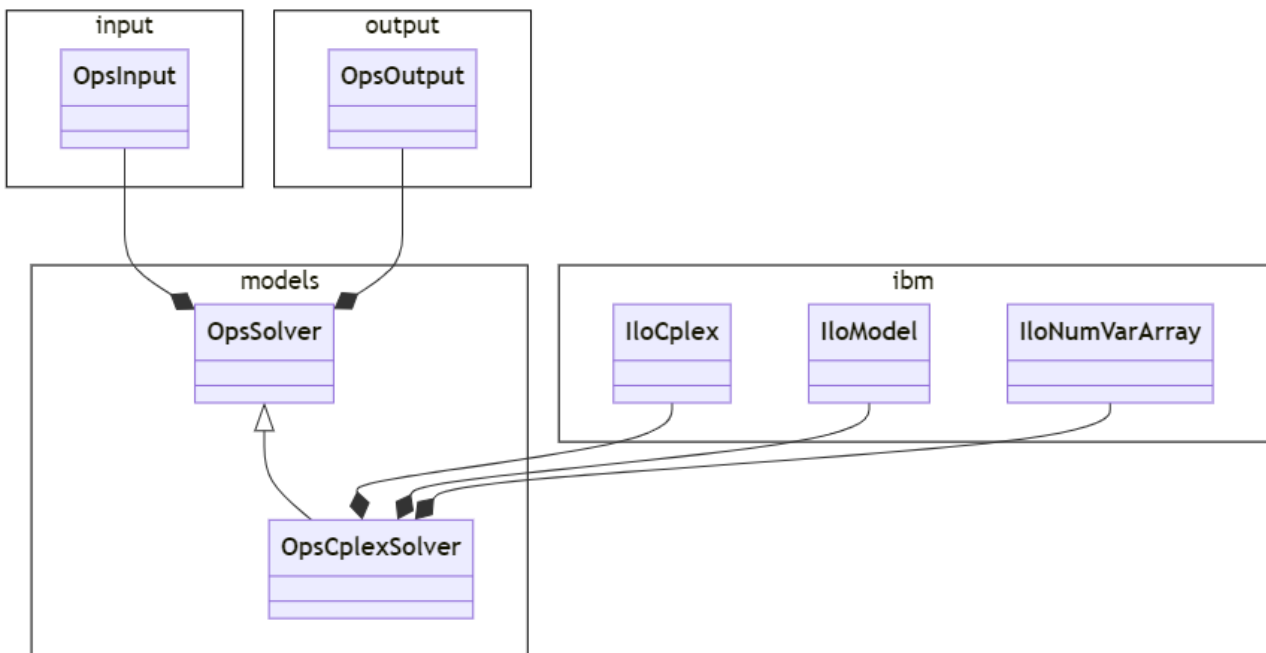 input
output
OpsInput
OpsOutput
models
ibm
OpsSolver
IloCplex
IloModel
IloNumVarArray
OpsCplexSolver